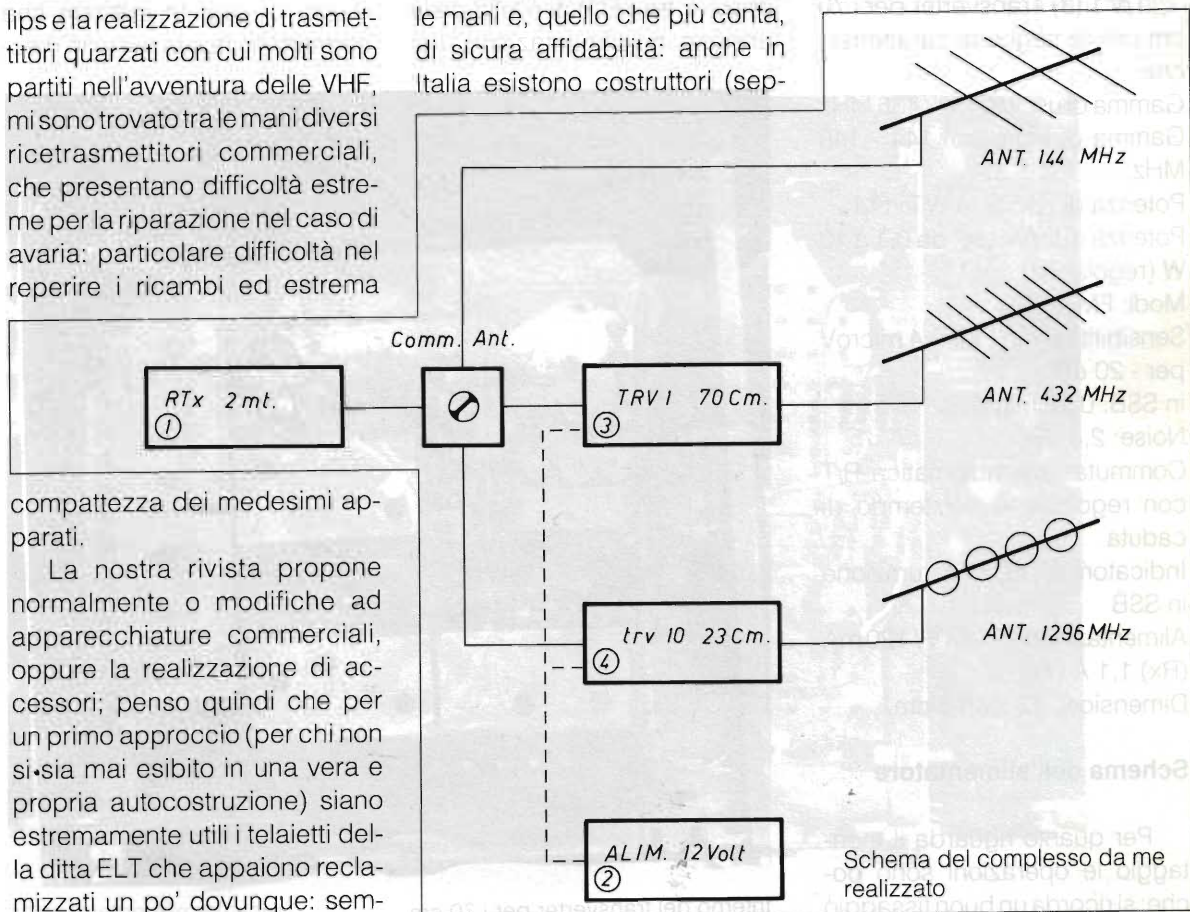 lips e la realizzazione di trasmet-
titori quarzati con cui molti sono
partiti nell'avventura delle VHF,
mi sono trovato tra le mani diversi
ricetrasmettitori commerciali,
che presentano difficoltà estre-
me per la riparazione nel caso di
avaria: particolare difficoltà nel
reperire i ricambi ed estrema
compattezza dei medesimi ap-
parati.
La nostra rivista propone
normalmente o modifiche ad
apparecchiature commerciali,
oppure la realizzazione di ac-
cessori; penso quindi che per
un primo approccio (per chi non
si sia mai esibito in una vera e
propria autocostruzione) siano
estremamente utili i telaietti del-
la ditta ELT che appaiono recla-
mizzati un po' dovunque: sem-
le mani e, quello che più conta,
di sicura affidabilità: anche in
Italia esistono costruttori (sep-
ANT. 144 MHz
Comm. Ant.
RTx 2 mt.
1
TRV 1 70 Cm.
3
ANT. 432 MHz
trv 10 23 Cm.
4
ANT. 1296 MHz
ALIM. 12 Volt
2
Schema del complesso da me
realizzato